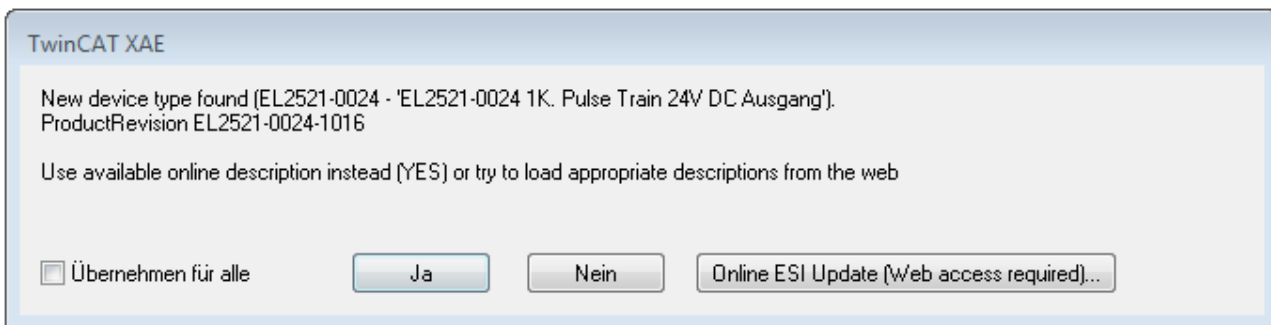 TwinCAT XAE
New device type found (EL2521-0024 - 'EL2521-0024 1K. Pulse Train 24V DC Ausgang').
ProductRevision EL2521-0024-1016
Use available online description instead (YES) or try to load appropriate descriptions from the web
Übernehmen für alle
Ja
Nein
Online ESI Update (Web access required)...